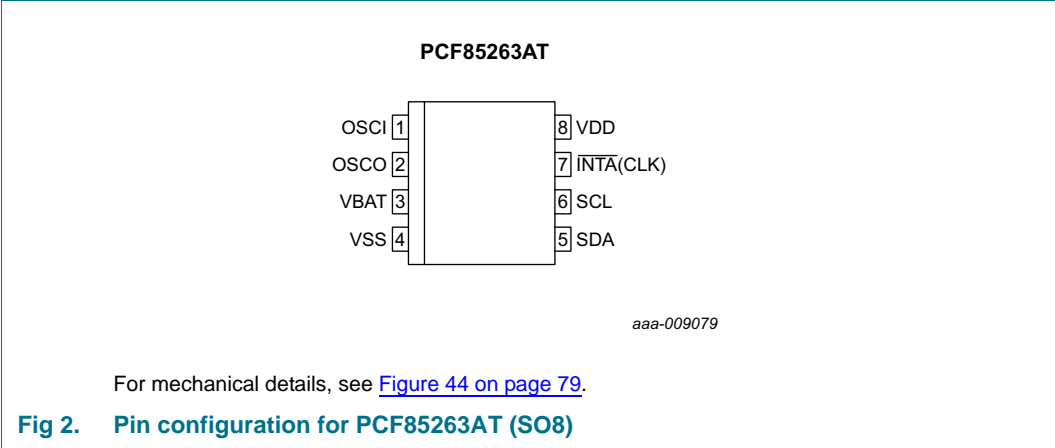 PCF85263AT
OSCI 1 8 VDD
OSCO 2 7 INTA(CLK)
VBAT 3 6 SCL
VSS 4 5 SDA
aaa-009079
For mechanical details, see Figure 44 on page 79.
Fig 2. Pin configuration for PCF85263AT (SO8)